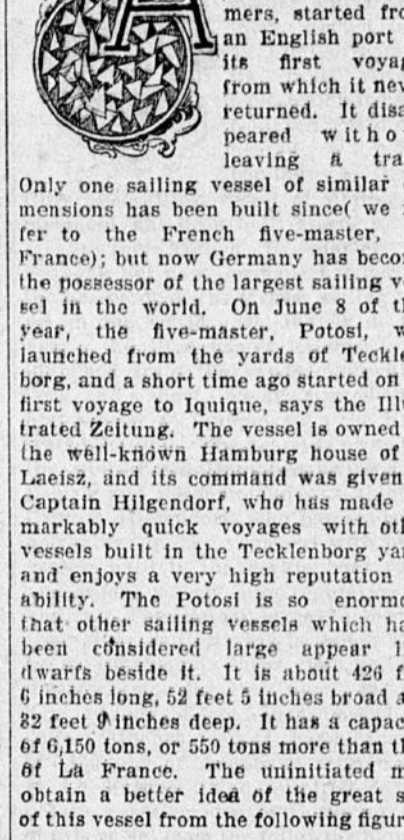 A
mers, started fro
an English port
its first voyag
from which it nev
returned. It disa
peared witho
leaving a tra
Only one sailing vessel of similar
mensions has been built since( we
fer to the French five-master,
France); but now Germany has becom
the possessor of the largest sailing ve
sel in the world. On June 8 of th
year, the five-master, Potosi, w
launched from the yards of Teckle
borg, and a short time ago started on
first voyage to Iquique, says the Illu
trated Zeitung. The vessel is owned
the well-known Hamburg house of
Laeisz, and its command was given
Captain Hilgendorf, who has made
markably quick voyages with oth
vessels built in the Tecklenborg yar
and enjoys a very high reputation
ability. The Potosi is so enormo
that other sailing vessels which ha
been considered large appear l
dwarfs beside it. It is about 426 f
6 inches long, 52 feet 5 inches broad a
32 feet 9 inches deep. It has a capac
of 6,150 tons, or 550 tons more than th
of La France. The uninitiated m
obtain a better idea of the great s
of this vessel from the following figur